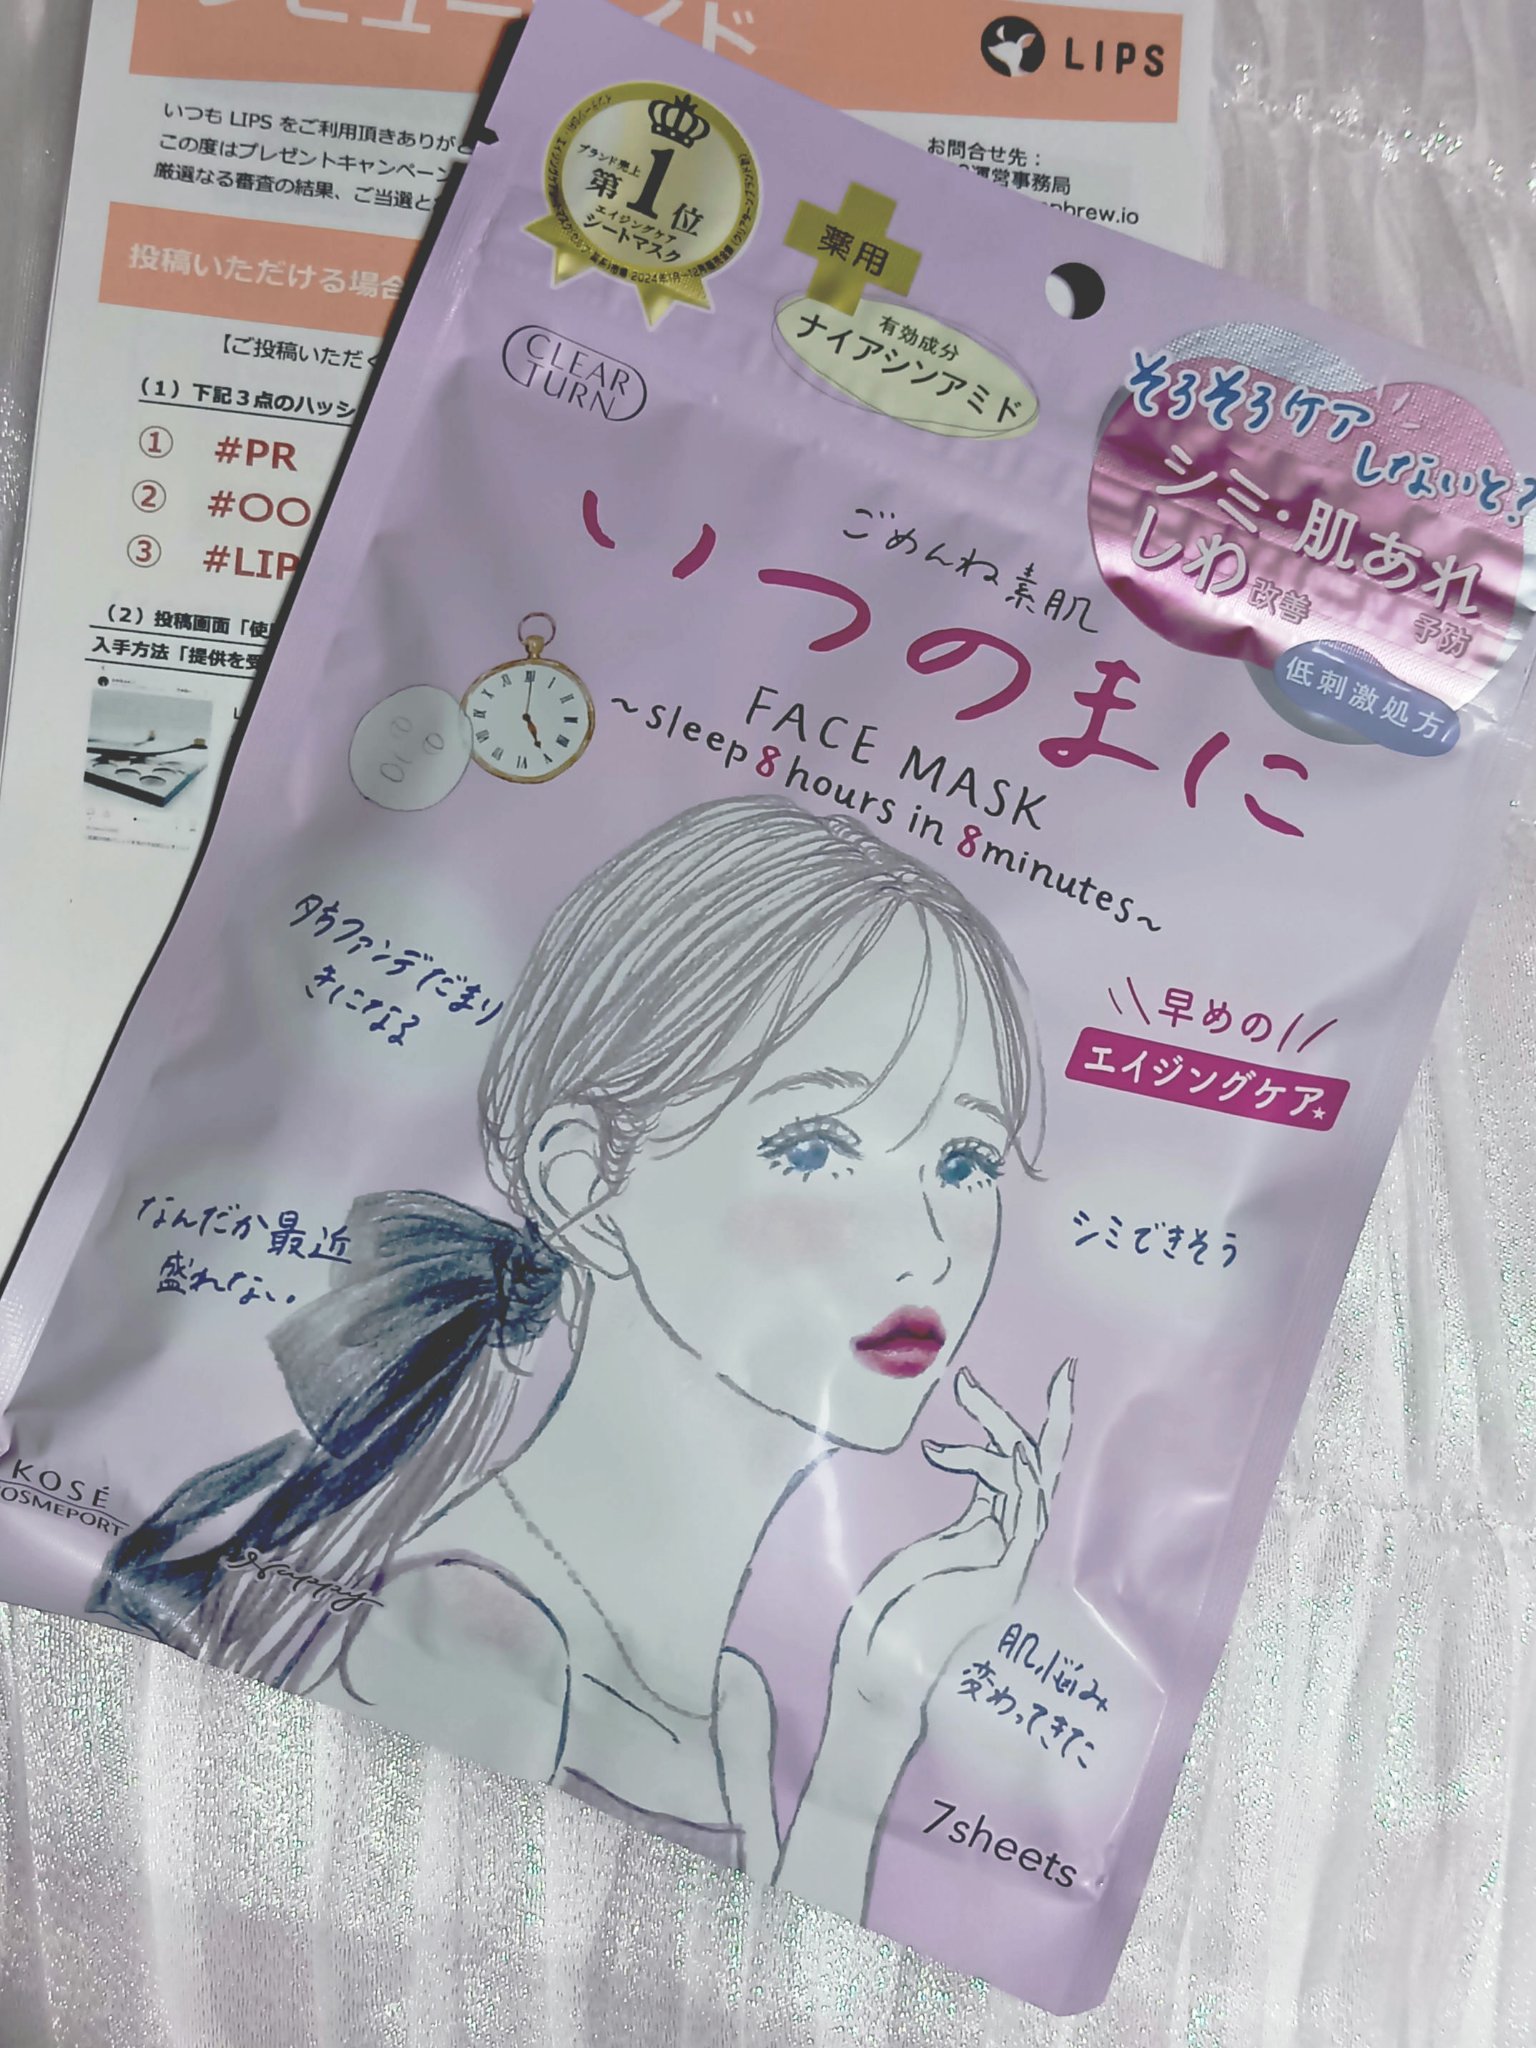 LIPS
いつも LIPS をご利用頂きありがと
この度はプレゼントキャンペーン
厳選なる審査の結果、ご当選と
お問合せ先：
運営事務局
brew.io
投稿いただける場合
【ご投稿いただく
（1）下記３点のハッシ
① #PR
② #〇〇
③ #LIP
（2）投稿画面「使
入手方法「提供を受
ブランド売上
第1位
エイジングケア
シートマスク
薬用
有効成分
ナイアシンアミド
CLEAR
TURN
そろそろケア
しないと?
シミ・肌あれ
予防
しわ改善
低刺激処方
ごめんね素肌
いつのまに
FACE MASK
~sleep 8 hours in 8 minutes~
タウファンデだまり
きになる
早めの
エイジングケア
なんだか最近
盛れない。
シミできそう
KOSÉ
COSMEPORT
Nappy
肌悩み
変わってきた
7sheets